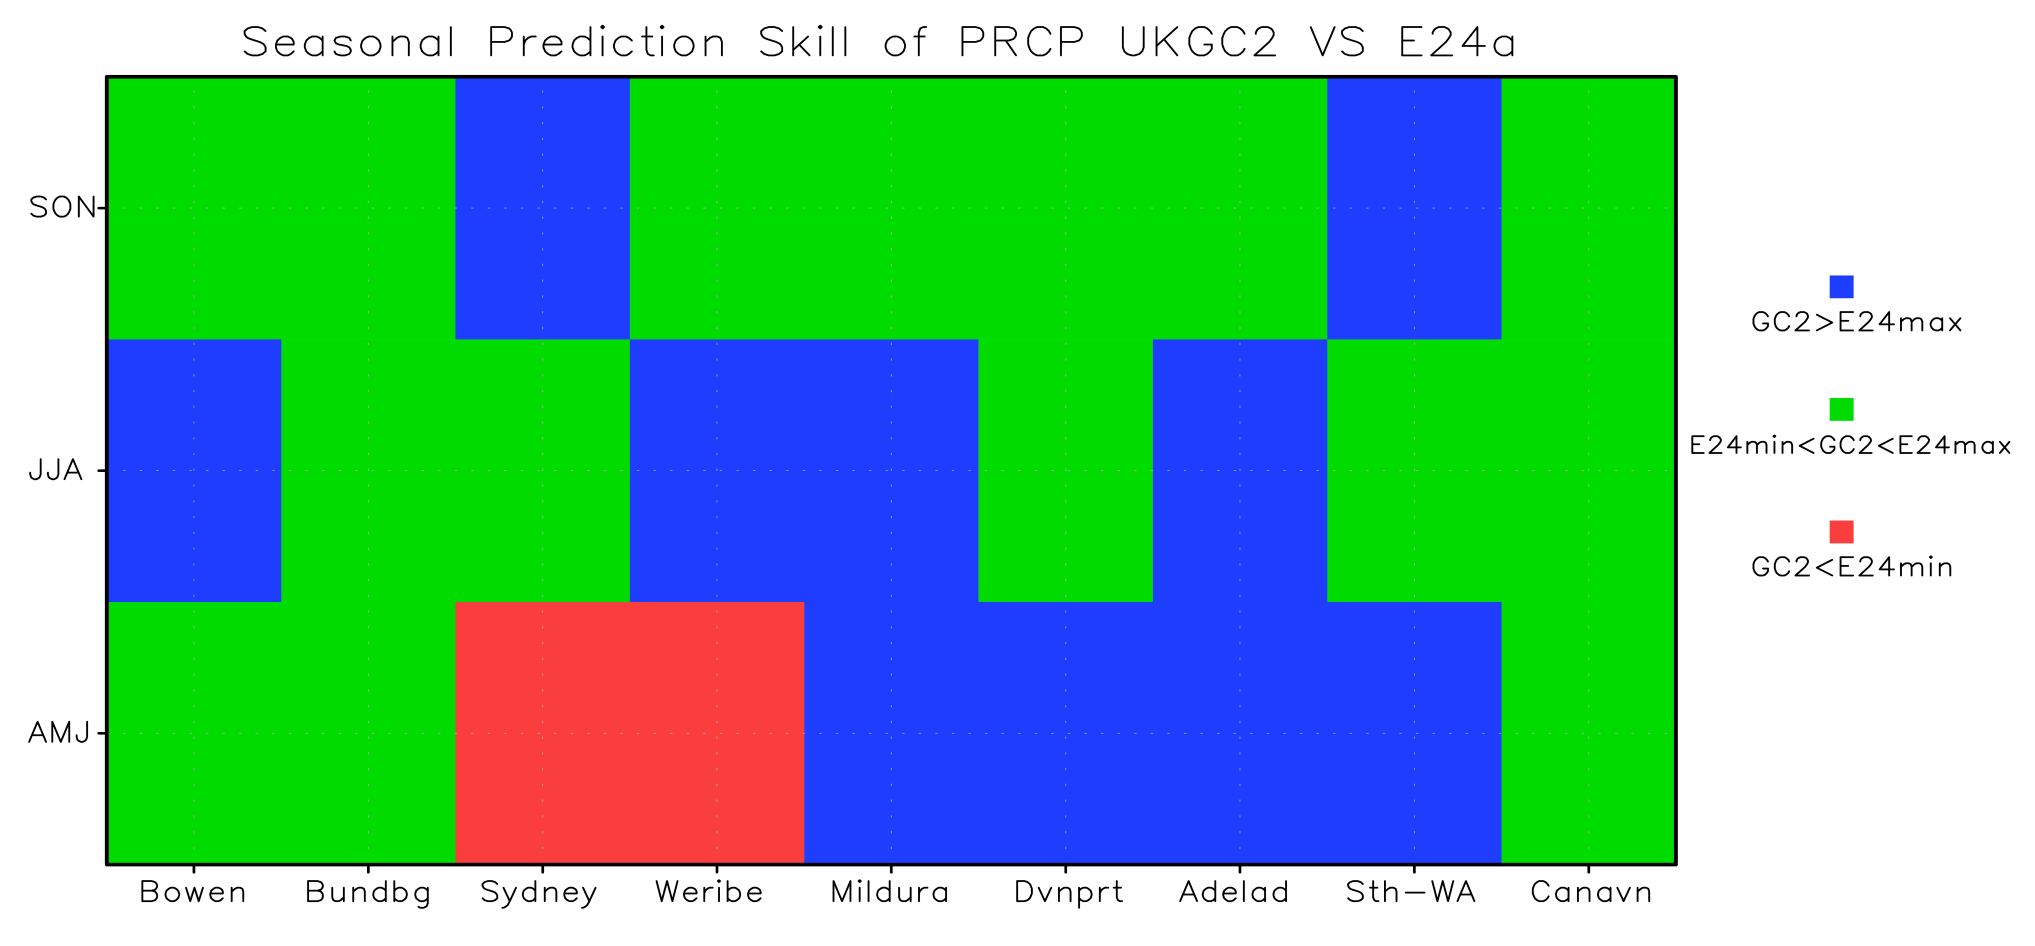 Seasonal Prediction Skill of PRCP UKGC2 VS E24a
SON
JJA
AMJ
Bowen Bundbg Sydney Weribe Mildura Dvnprt Adelad Sth-WA Canavn
GC2>E24max
E24min<GC2<E24max
GC2<E24min